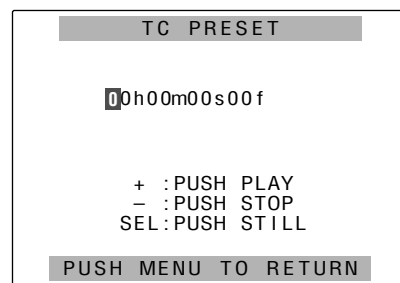 TC PRESET
00h00m00s00f
+ :PUSH PLAY
– :PUSH STOP
SEL:PUSH STILL
PUSH MENU TO RETURN